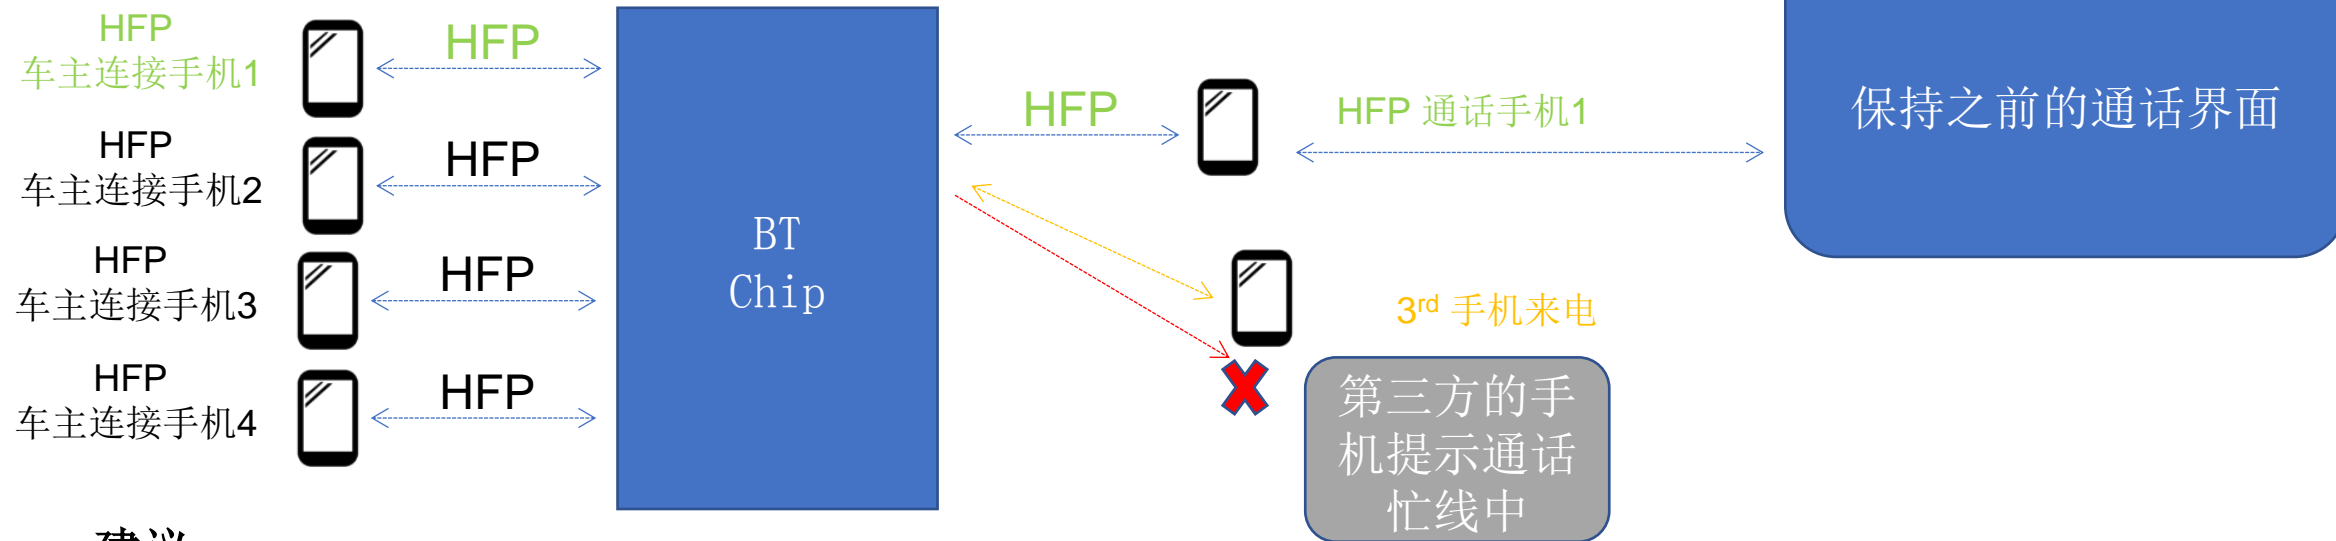 HFP
车主连接手机1
HFP
HFP
车主连接手机2
HFP
HFP
车主连接手机3
HFP
HFP
车主连接手机4
HFP
BT
Chip
HFP
HFP 通话手机1
保持之前的通话界面
3rd 手机来电
第三方的手
机提示通话
忙线中
建议